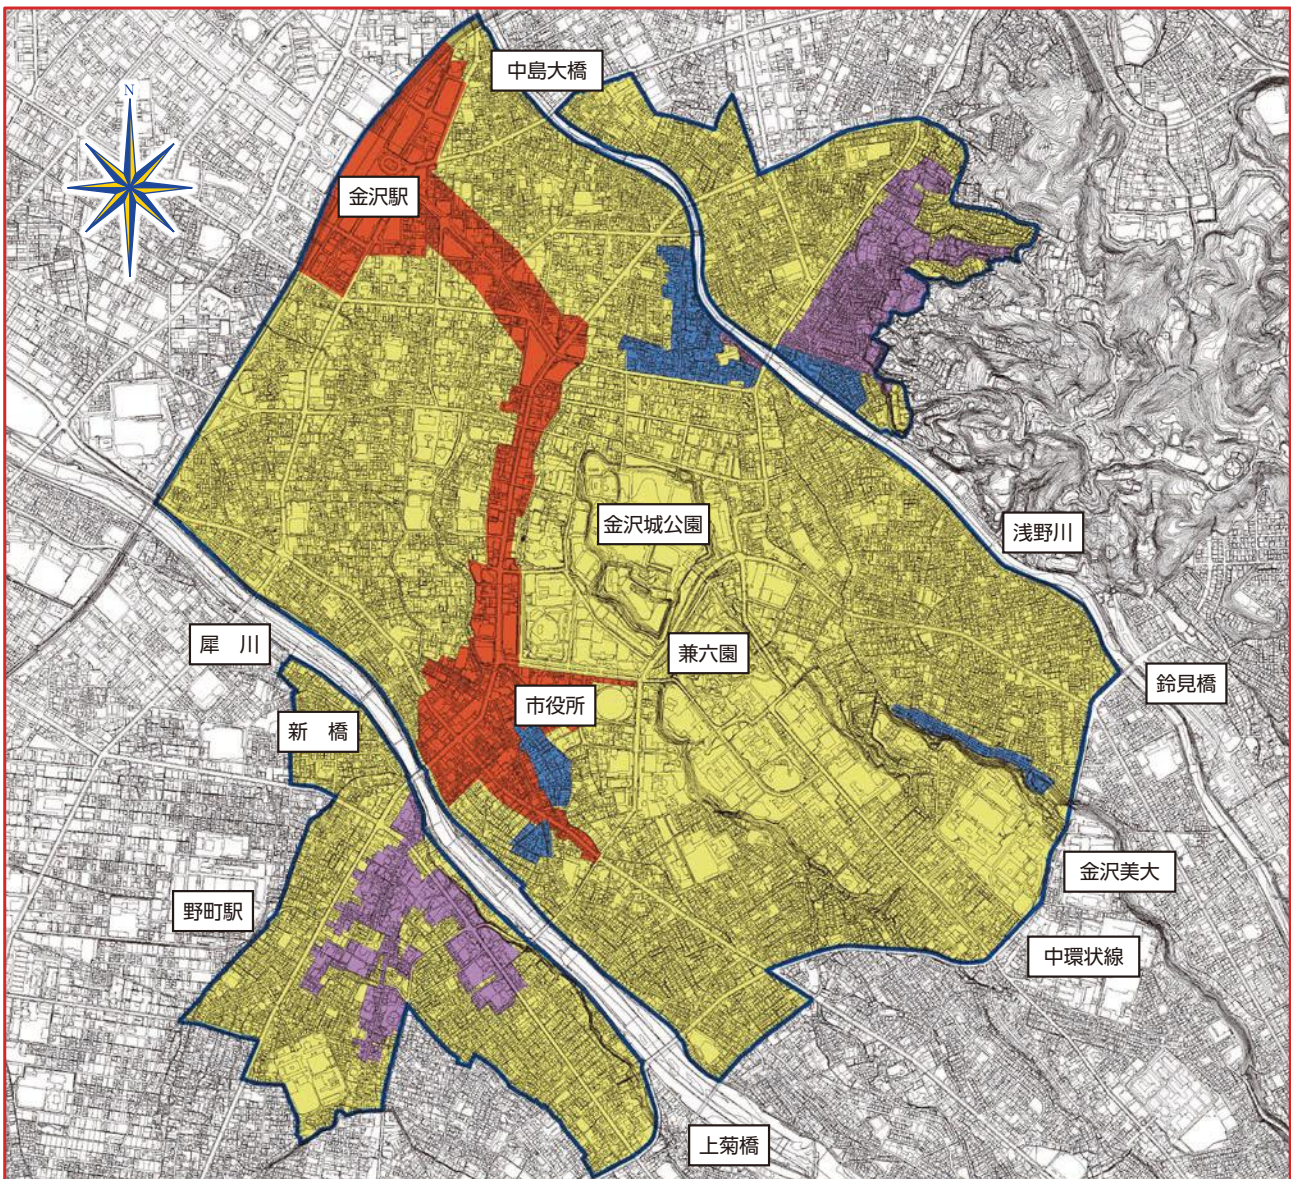 中島大橋
N
金沢駅
金沢城公園
浅野川
犀　川
兼六園
鈴見橋
市役所
新　橋
金沢美大
野町駅
中環状線
上菊橋